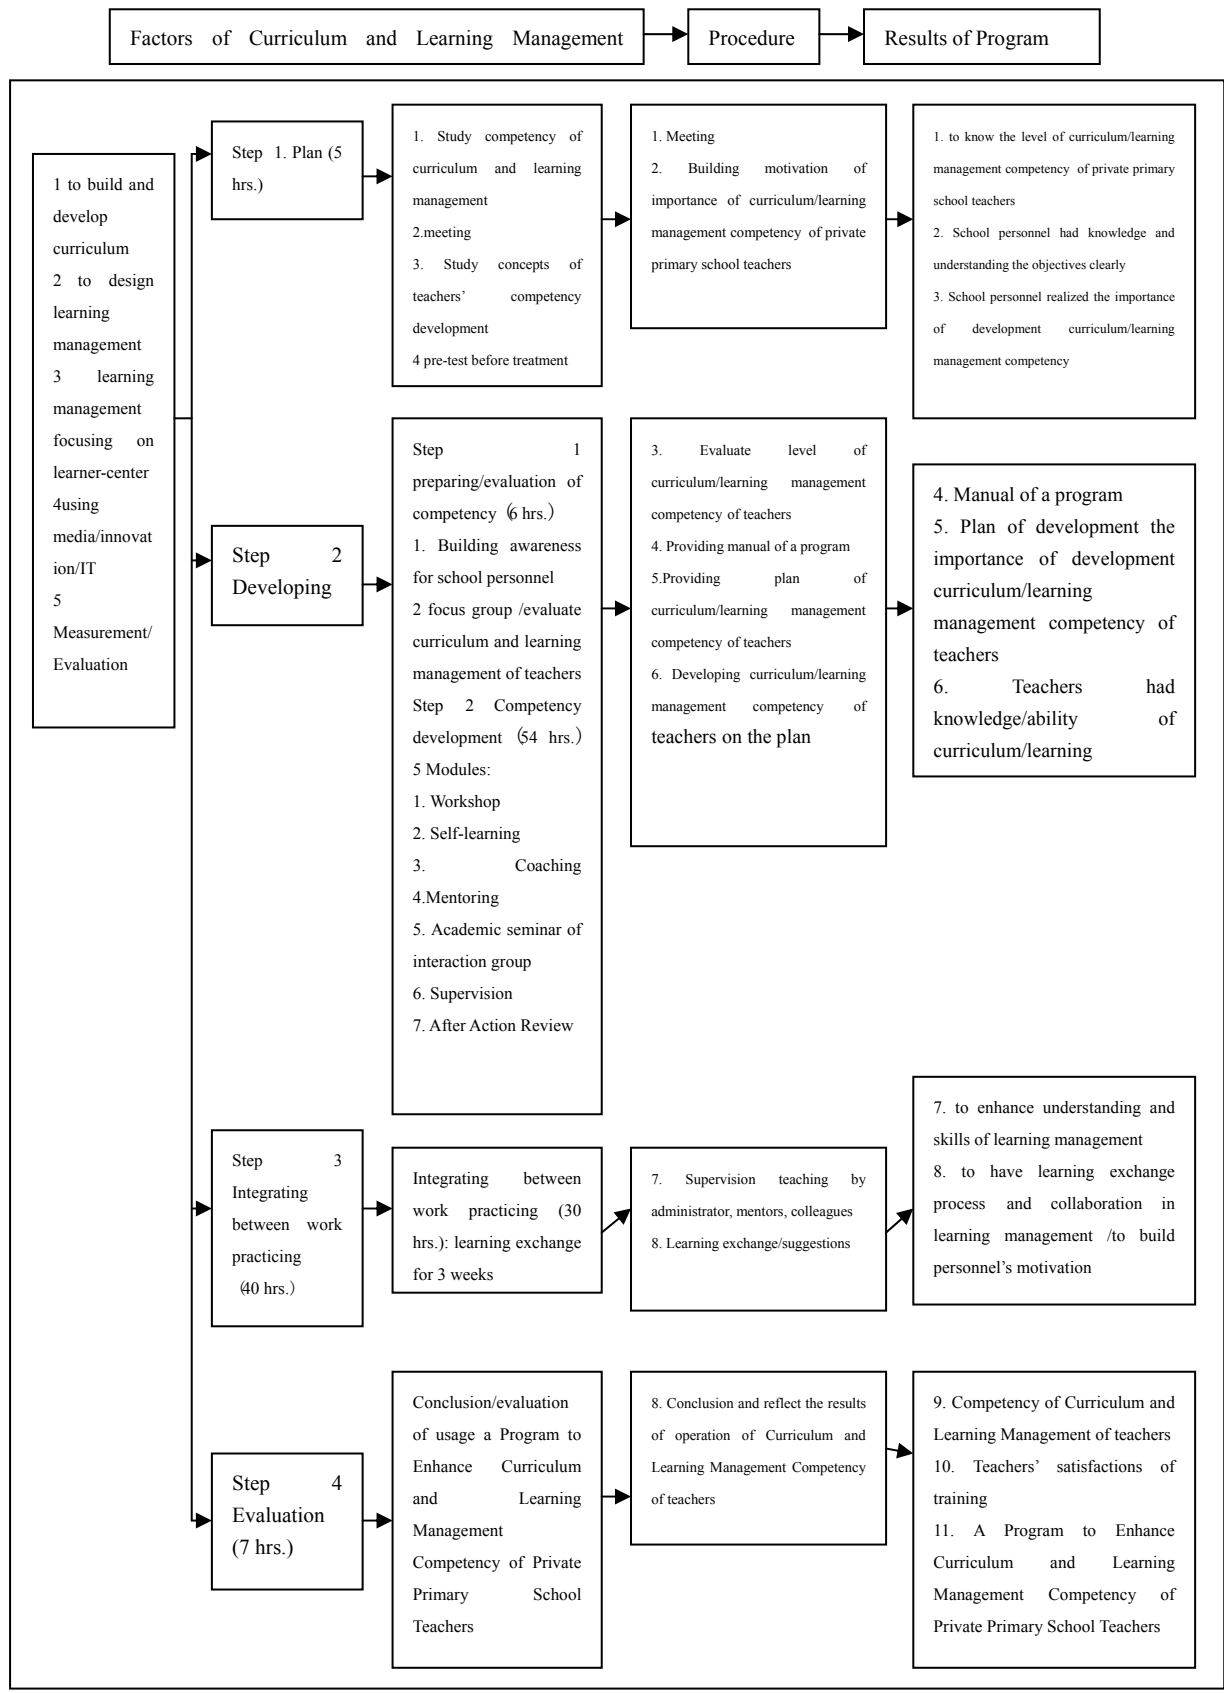 Factors of Curriculum and Learning Management
Procedure
Results of Program
1 to build and
develop
curriculum
2 to design
learning
management
3 learning
management
focusing on
learner-center
4using
media/innovat
ion/IT
5
Measurement/
Evaluation
Step 1. Plan (5
hrs.)
1. Study competency of
curriculum and learning
management
2.meeting
3. Study concepts of
teachers’ competency
development
4 pre-test before treatment
1. Meeting
2. Building motivation of
importance of curriculum/learning
management competency of private
primary school teachers
1. to know the level of curriculum/learning
management competency of private primary
school teachers
2. School personnel had knowledge and
understanding the objectives clearly
3. School personnel realized the importance
of development curriculum/learning
management competency
Step 2
Developing
Step 1
preparing/evaluation of
competency (6 hrs.)
1. Building awareness
for school personnel
2 focus group /evaluate
curriculum and learning
management of teachers
Step 2 Competency
development (54 hrs.)
5 Modules:
1. Workshop
2. Self-learning
3. Coaching
4.Mentoring
5. Academic seminar of
interaction group
6. Supervision
7. After Action Review
3. Evaluate level of
curriculum/learning management
competency of teachers
4. Providing manual of a program
5.Providing plan of
curriculum/learning management
competency of teachers
6. Developing curriculum/learning
management competency of
teachers on the plan
4. Manual of a program
5. Plan of development the
importance of development
curriculum/learning
management competency of
teachers
6. Teachers had
knowledge/ability of
curriculum/learning
Step 3
Integrating
between work
practicing
(40 hrs.)
Integrating between
work practicing (30
hrs.): learning exchange
for 3 weeks
7. Supervision teaching by
administrator, mentors, colleagues
8. Learning exchange/suggestions
7. to enhance understanding and
skills of learning management
8. to have learning exchange
process and collaboration in
learning management /to build
personnel’s motivation
Step 4
Evaluation
(7 hrs.)
Conclusion/evaluation
of usage a Program to
Enhance Curriculum
and Learning
Management
Competency of Private
Primary School
Teachers
8. Conclusion and reflect the results
of operation of Curriculum and
Learning Management Competency
of teachers
9. Competency of Curriculum and
Learning Management of teachers
10. Teachers’ satisfactions of
training
11. A Program to Enhance
Curriculum and Learning
Management Competency of
Private Primary School Teachers